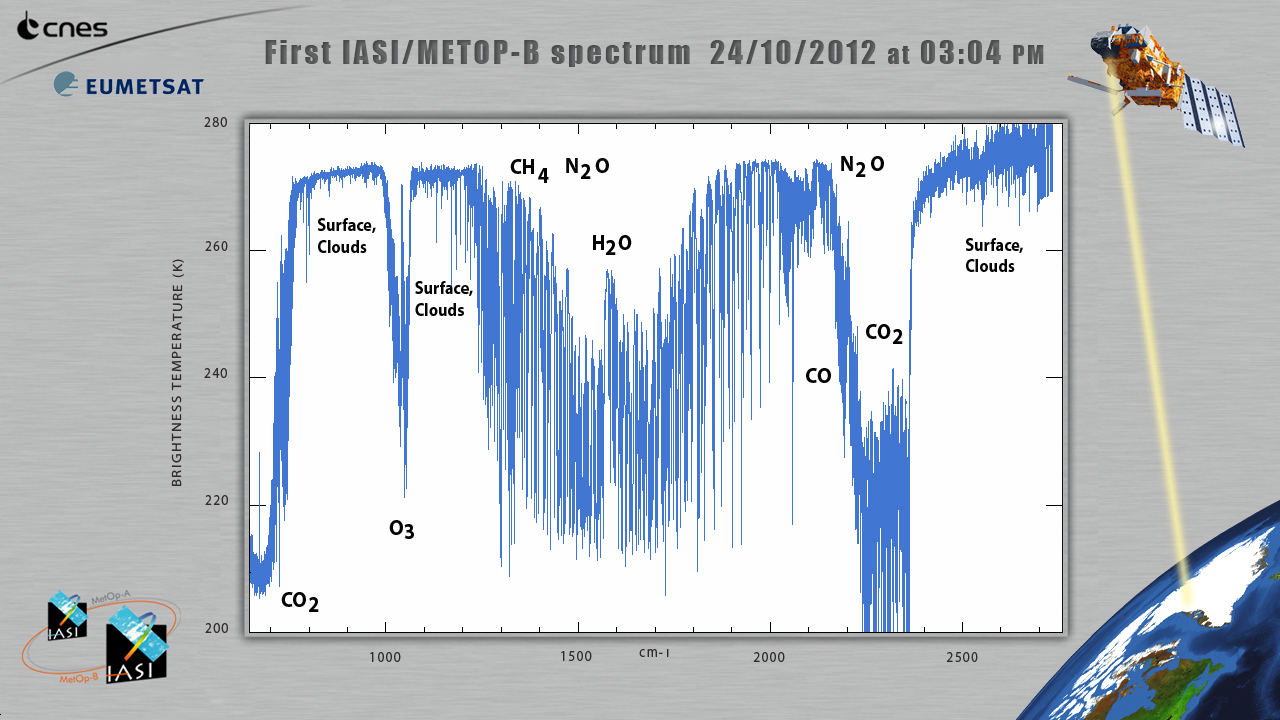 cnes
EUMETSAT
First IASI/METOP-B spectrum 24/10/2012 at 03:04 PM
BRIGHTNESS TEMPERATURE (K)
280
260
240
220
200
CH4 N2O
N2O
Surface,
Clouds
H2O
Surface,
Clouds
Surface,
Clouds
CO2
CO
O3
CO2
1000
1500
cm-1
2000
2500
MetOp-A
IASI
IASI
MetOp-B